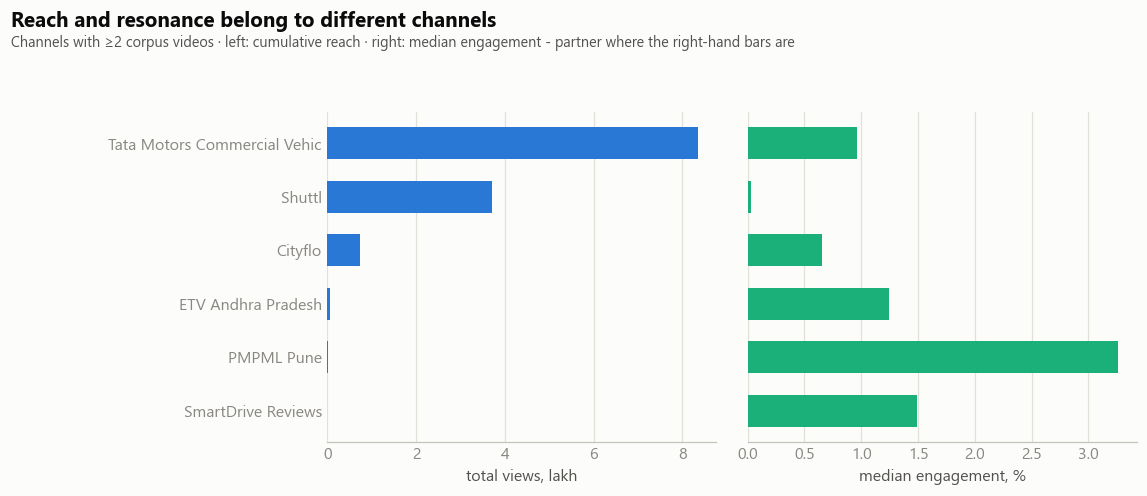 Reach and resonance belong to different channels
Channels with ≥2 corpus videos · left: cumulative reach · right: median engagement - partner where the right-hand bars are
Tata Motors Commercial Vehic
Shuttl
Cityflo
ETV Andhra Pradesh
PMPML Pune
SmartDrive Reviews
0 2 4 6 8
total views, lakh
0.0 0.5 1.0 1.5 2.0 2.5 3.0
median engagement, %